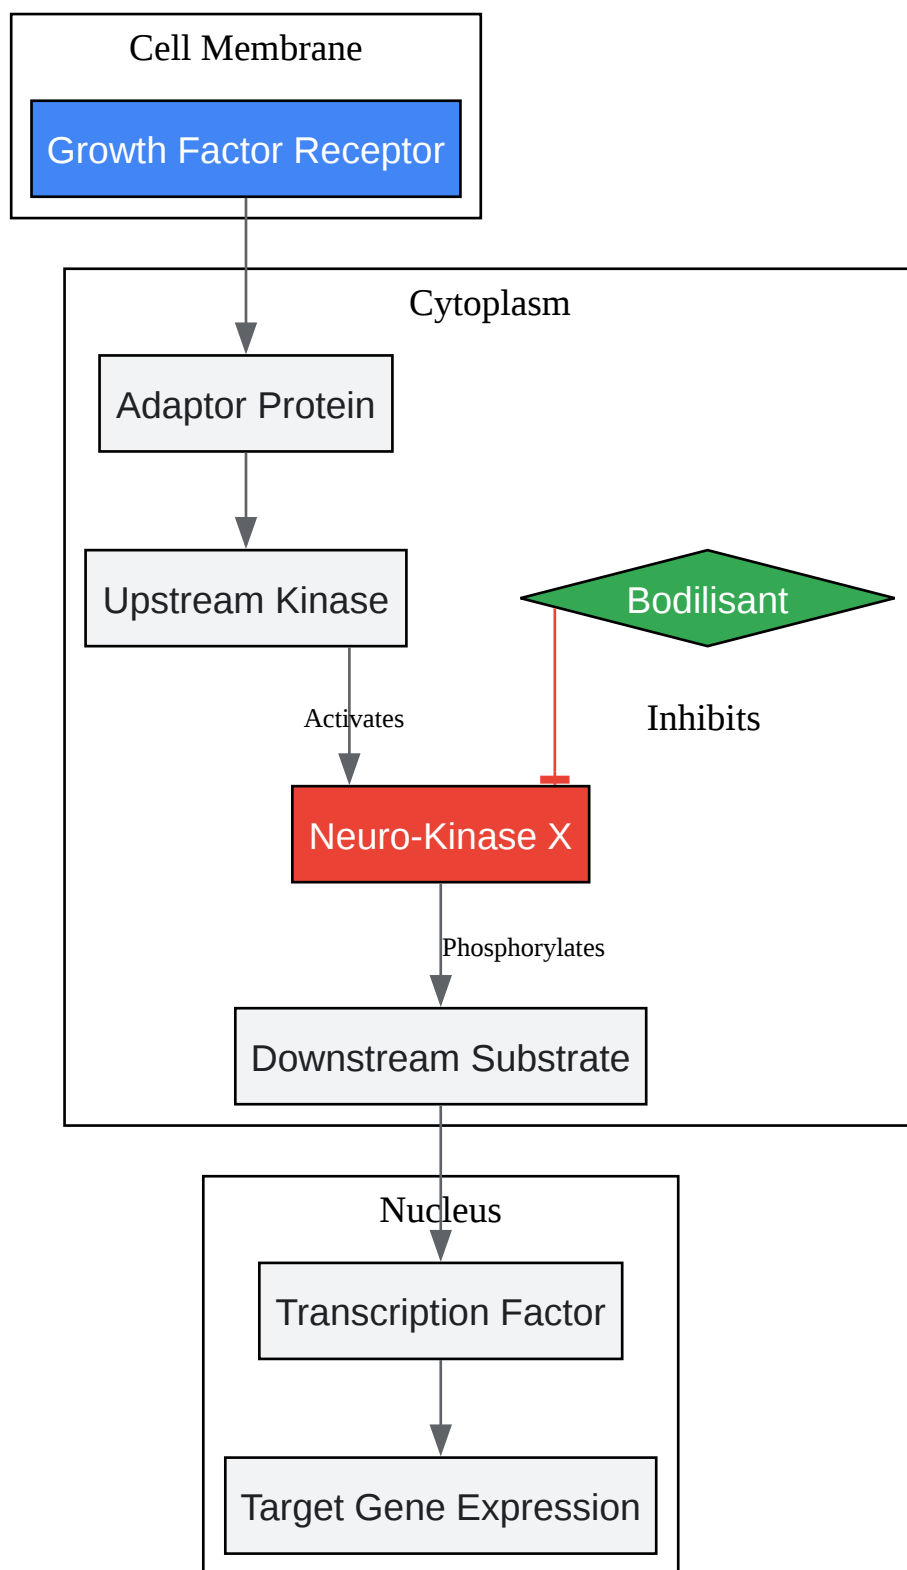 Cell Membrane
Growth Factor Receptor
Cytoplasm
Adaptor Protein
Upstream Kinase
Bodilisant
Activates
Inhibits
Neuro-Kinase X
Phosphorylates
Downstream Substrate
Nucleus
Transcription Factor
Target Gene Expression